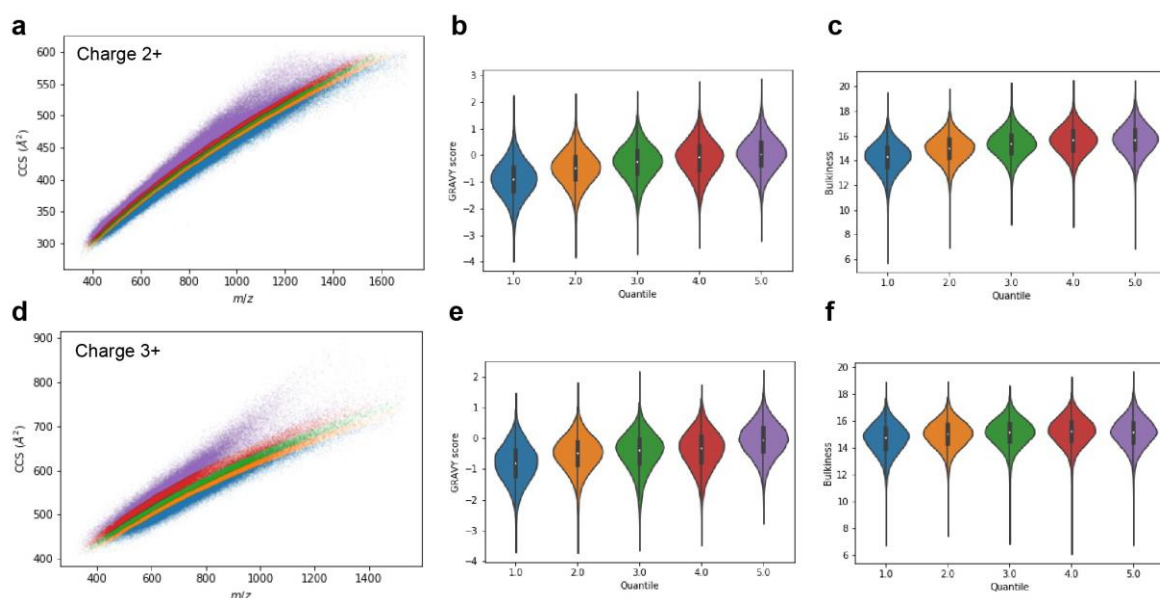 a
Charge 2+
CCS (Å²)
600
550
500
450
400
350
300
400 600 800 1000 1200 1400 1600
m/z
b
GRAVY score
3
2
1
0
−1
−2
−3
−4
1.0 2.0 3.0 4.0 5.0
Quantile
c
Bulkiness
20
18
16
14
12
10
8
6
1.0 2.0 3.0 4.0 5.0
Quantile
d
Charge 3+
CCS (Å²)
900
800
700
600
500
400
400 600 800 1000 1200 1400
m/z
e
GRAVY score
2
1
0
−1
−2
−3
−4
1.0 2.0 3.0 4.0 5.0
Quantile
f
Bulkiness
20
18
16
14
12
10
8
6
1.0 2.0 3.0 4.0 5.0
Quantile